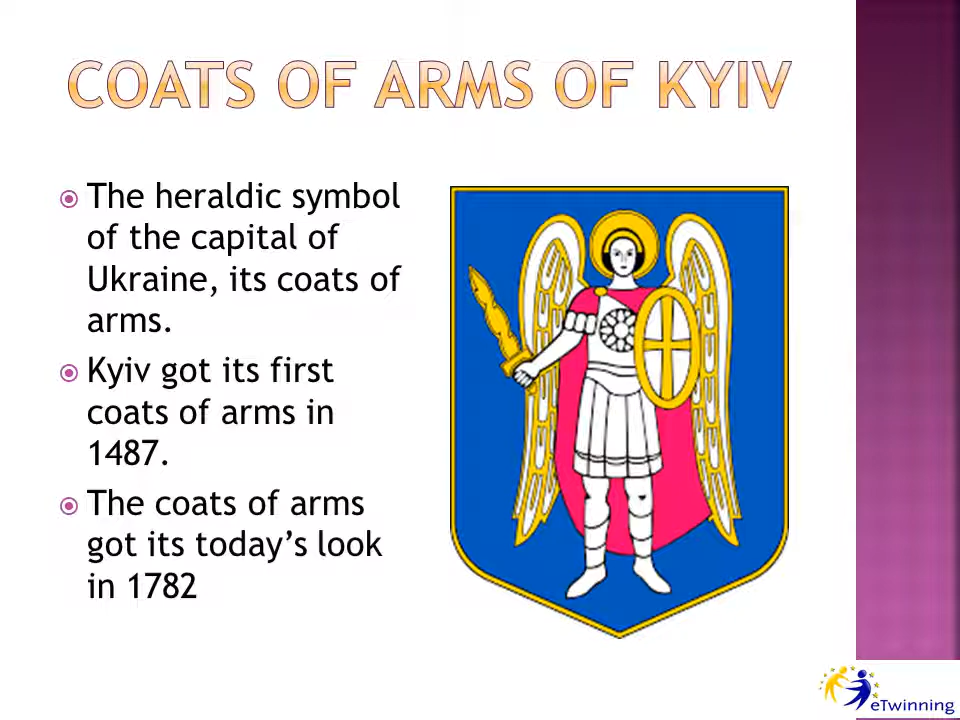 COATS OF ARMS OF KYIV
The heraldic symbol
of the capital of
Ukraine, its coats of
arms.
Kyiv got its first
coats of arms in
1487.
The coats of arms
got its today’s look
in 1782
eTwinning